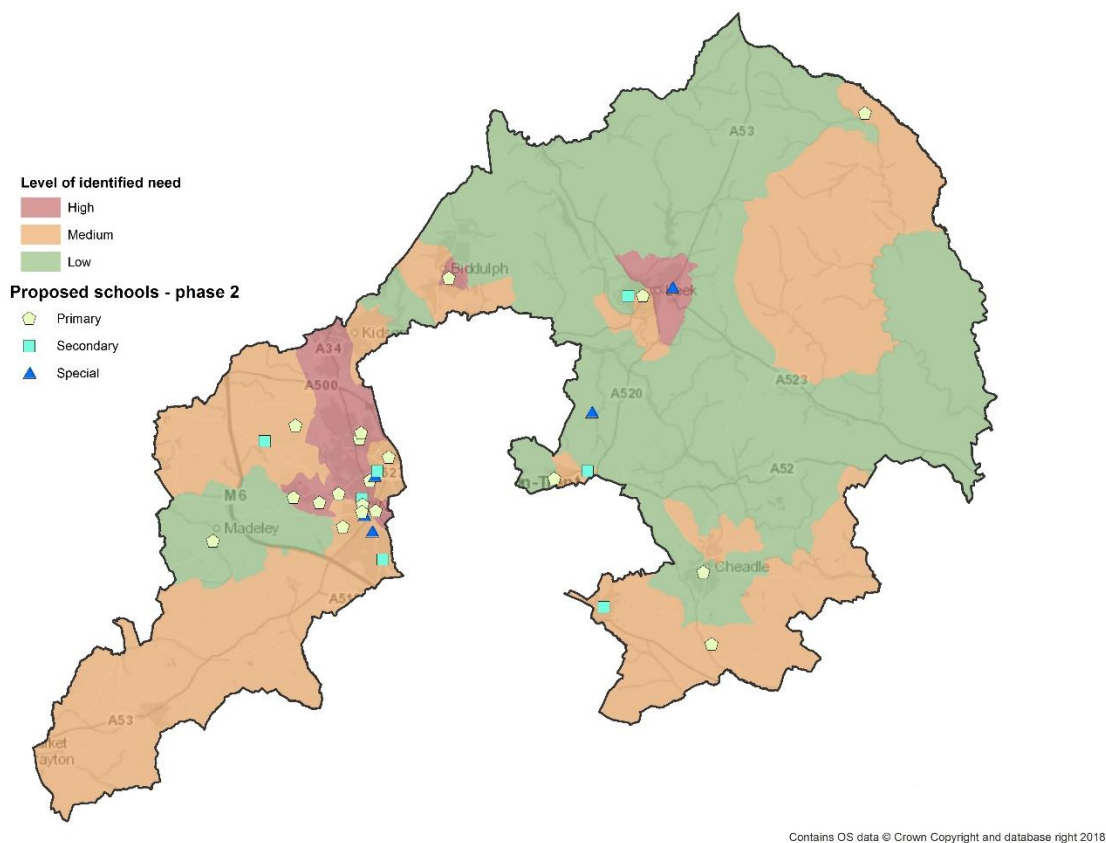 Level of identified need
High
Medium
Low
Proposed schools - phase 2
Primary
Secondary
Special
A53
Biddulph
A34
A500
A520
A523
A52
M6
Madeley
Cheadle
A53
Contains OS data © Crown Copyright and database right 2018